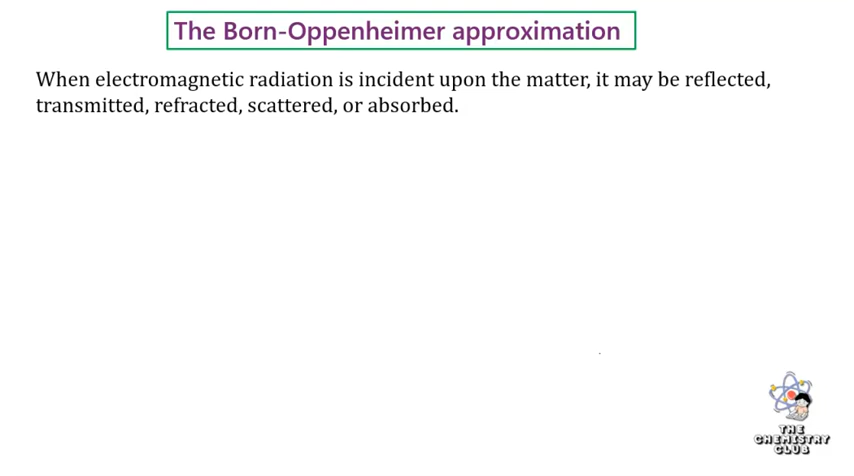 The Born-Oppenheimer approximation
When electromagnetic radiation is incident upon the matter, it may be reflected,
transmitted, refracted, scattered, or absorbed.
THE
CHEMISTRY
CLUB